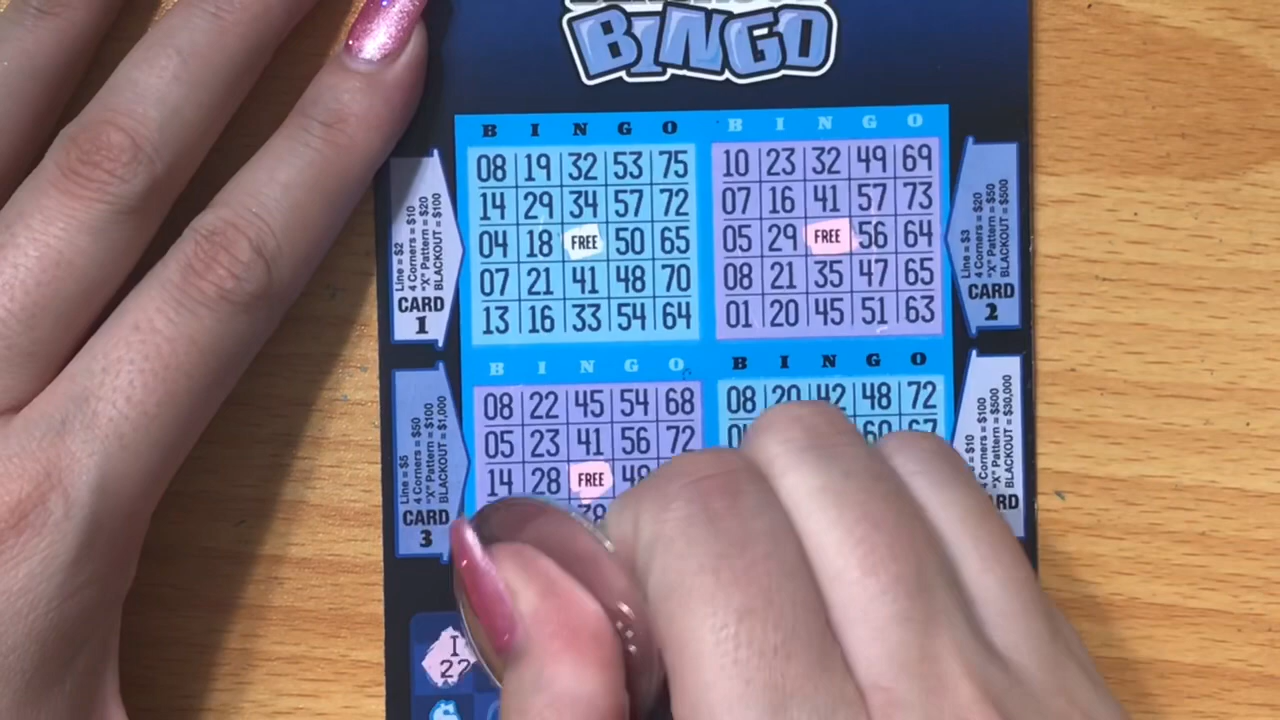 BINGO
B I N G O
08 19 32 53 75
14 29 34 57 72
04 18 FREE 50 65
07 21 41 48 70
13 16 33 54 64
B I N G O
10 23 32 49 69
07 16 41 57 73
05 29 FREE 56 64
08 21 35 47 65
01 20 45 51 63
Line = $2
4 Corners = $10
"X" Pattern = $20
BLACKOUT = $100
CARD
1
Line = $3
4 Corners = $20
"X" Pattern = $50
BLACKOUT = $500
CARD
2
B I N G O
08 22 45 54 68
05 23 41 56 72
14 28 FREE
B I N G O
08 20 42 48 72
Line = $5
4 Corners = $50
"X" Pattern = $100
BLACKOUT = $1,000
CARD
3
= $10
Corners = $100
"X" Pattern = $500
BLACKOUT = $30,000
I
22